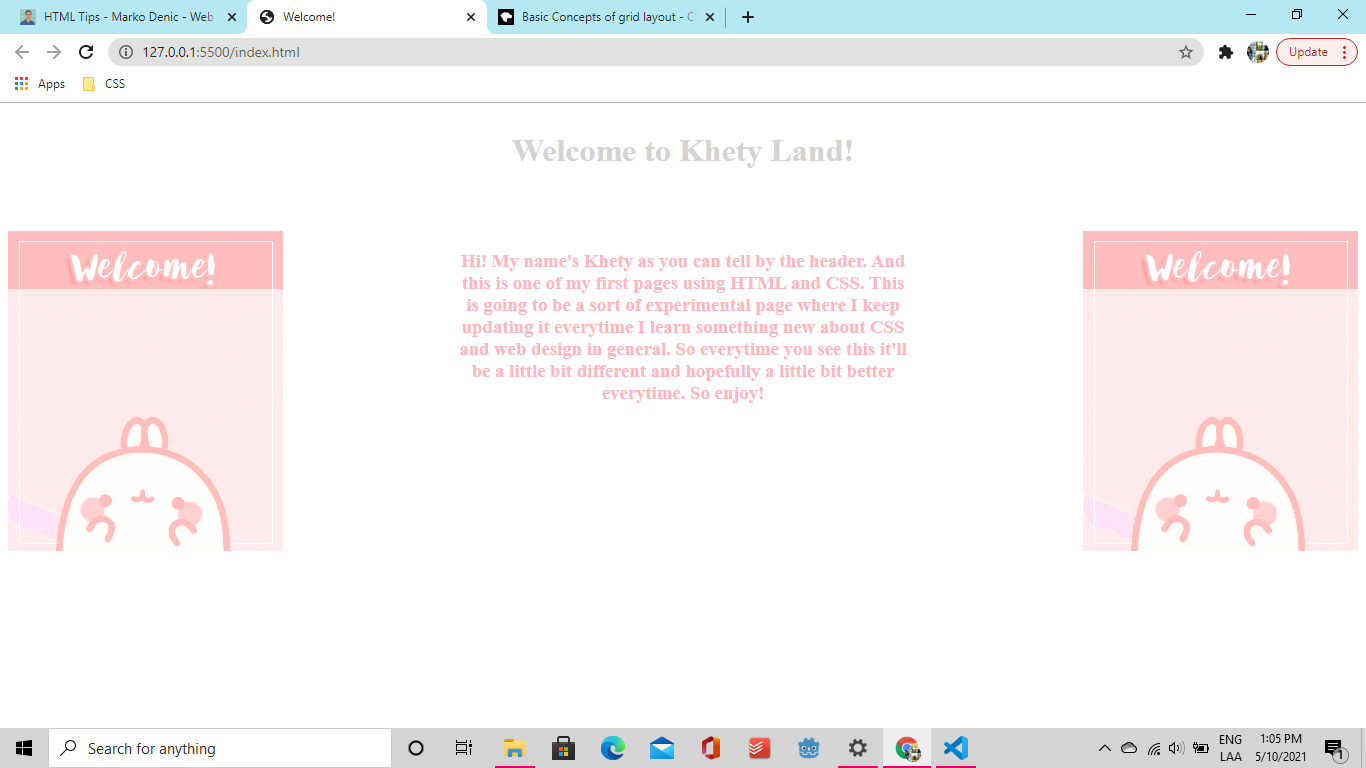 HTML Tips - Marko Denic - Web
Welcome!
Basic Concepts of grid layout - C
127.0.0.1:5500/index.html
Update
Apps
CSS
Welcome to Khety Land!
Welcome!
Welcome!
Hi! My name's Khety as you can tell by the header. And
this is one of my first pages using HTML and CSS. This
is going to be a sort of experimental page where I keep
updating it everytime I learn something new about CSS
and web design in general. So everytime you see this it'll
be a little bit different and hopefully a little bit better
everytime. So enjoy!
Search for anything
ENG
LAA
1:05 PM
5/10/2021
1